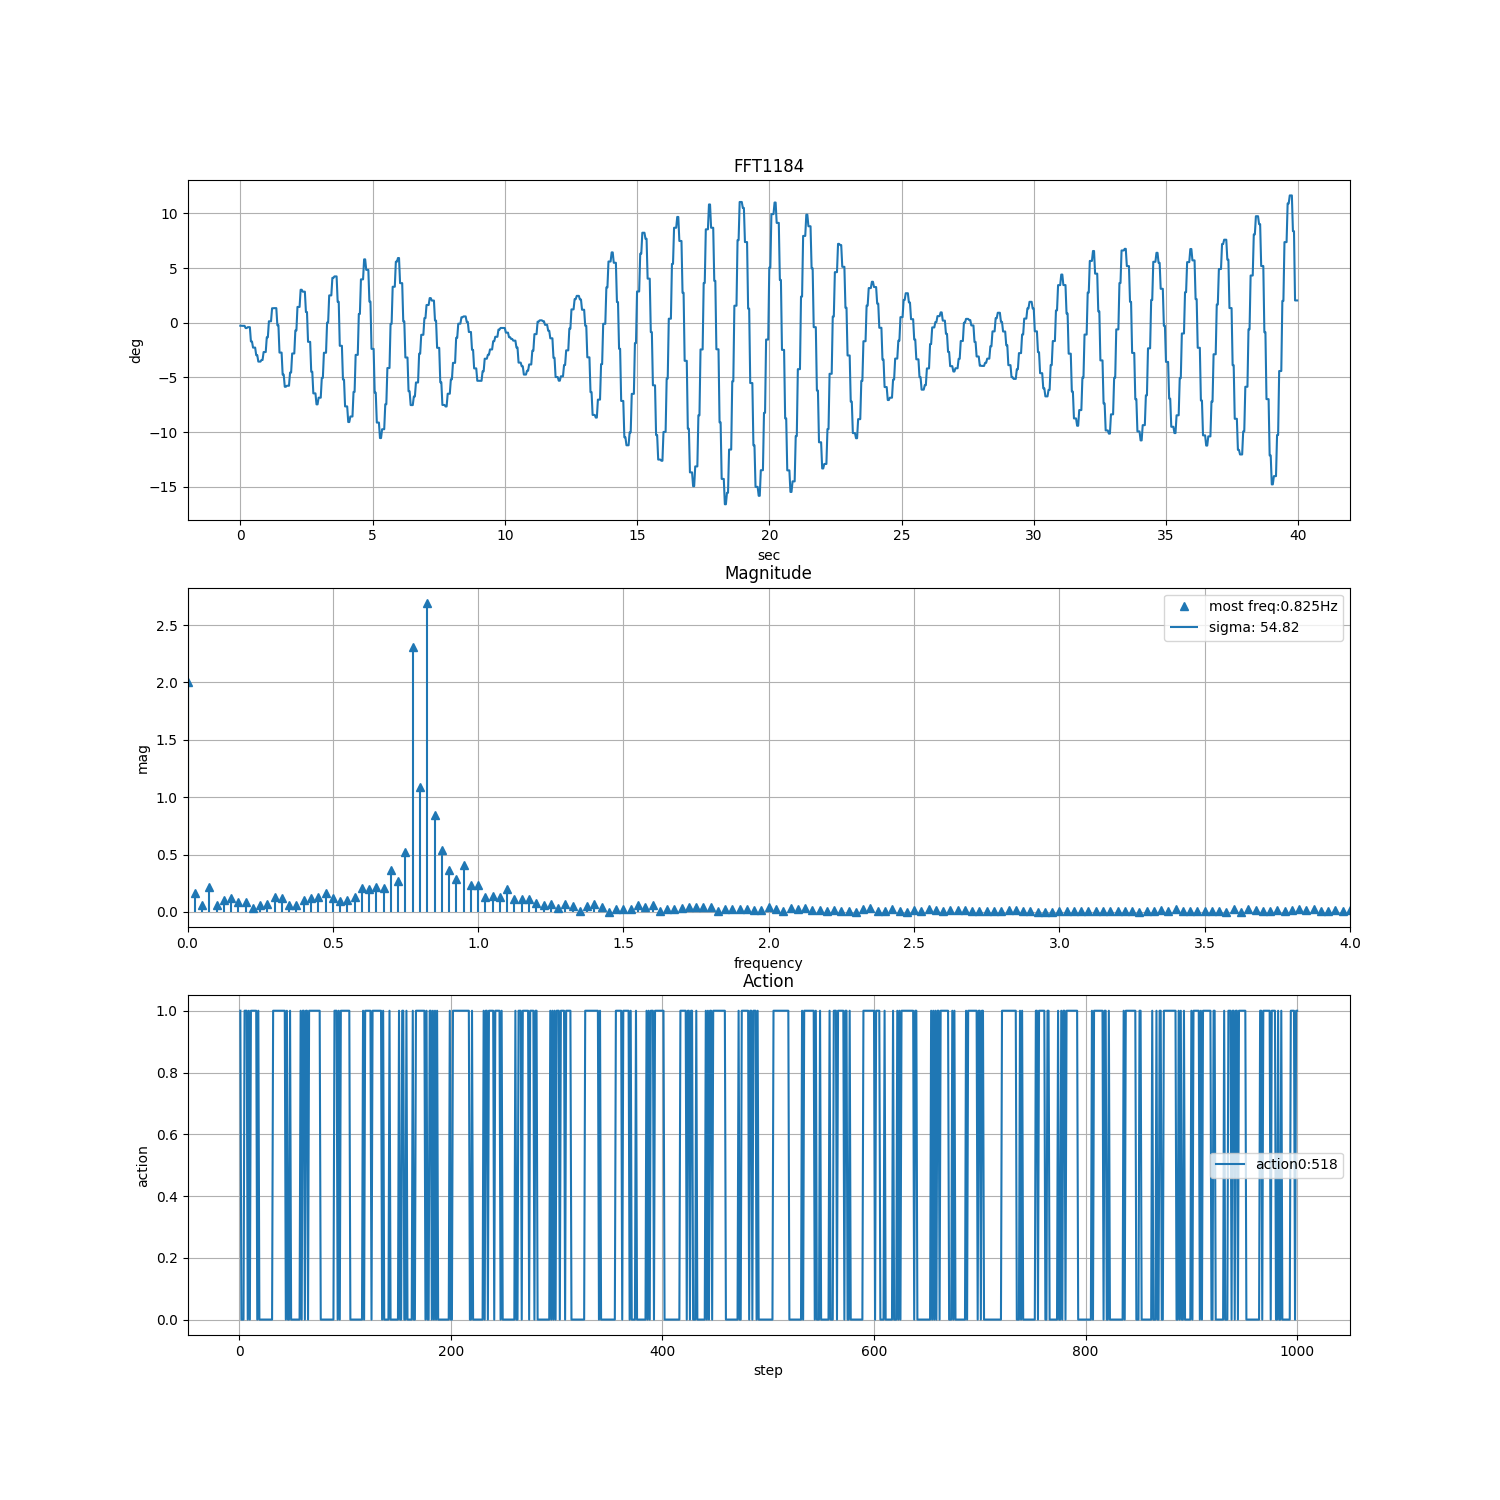 FFT1184
10
5
0
−5
−10
−15
deg
0 5 10 15 20 25 30 35 40
sec
Magnitude
most freq:0.825Hz
sigma: 54.82
2.5
2.0
1.5
1.0
0.5
0.0
mag
0.0 0.5 1.0 1.5 2.0 2.5 3.0 3.5 4.0
frequency
Action
1.0
0.8
0.6
0.4
0.2
0.0
action
action0:518
0 200 400 600 800 1000
step